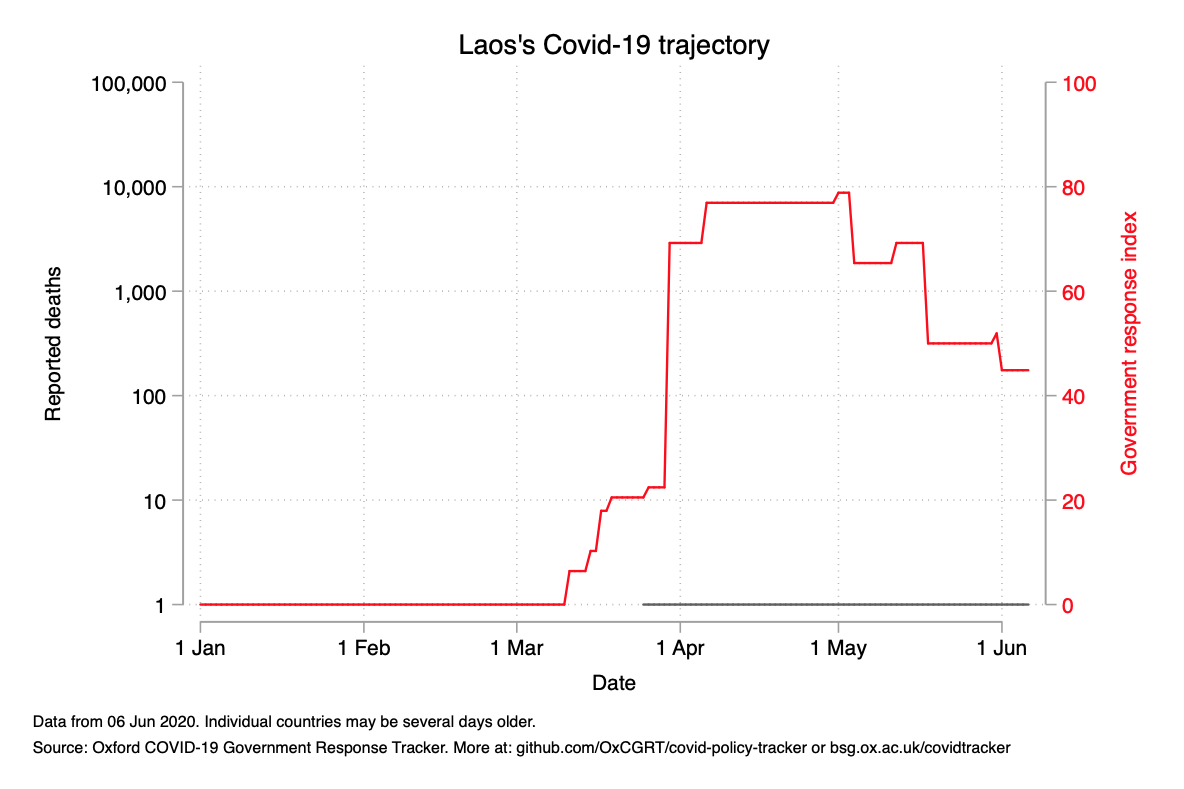 Laos's Covid-19 trajectory
100,000
10,000
1,000
100
10
1
Reported deaths
100
80
60
40
20
0
Government response index
1 Jan
1 Feb
1 Mar
1 Apr
1 May
1 Jun
Date
Data from 06 Jun 2020. Individual countries may be several days older.
Source: Oxford COVID-19 Government Response Tracker. More at: github.com/OxCGRT/covid-policy-tracker or bsg.ox.ac.uk/covidtracker